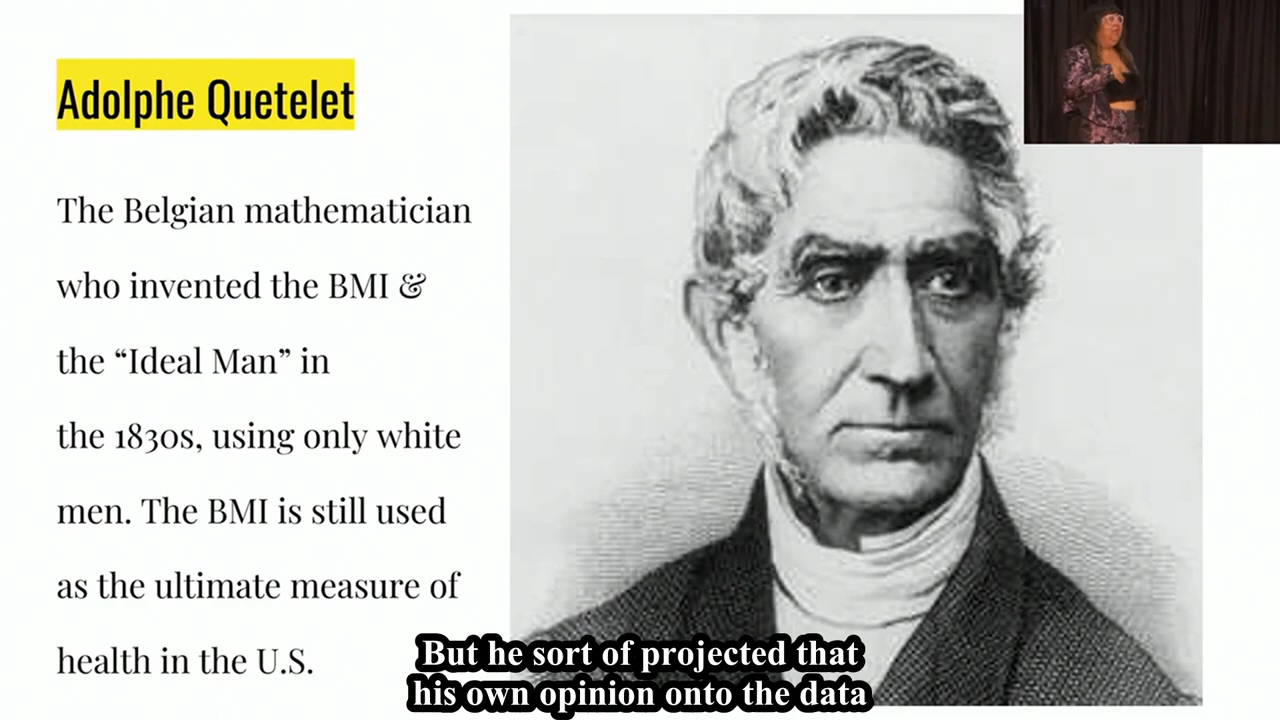 Adolphe Quetelet
The Belgian mathematician
who invented the BMI &
the “Ideal Man” in
the 1830s, using only white
men. The BMI is still used
as the ultimate measure of
health in the U.S.
But he sort of projected that
his own opinion onto the data